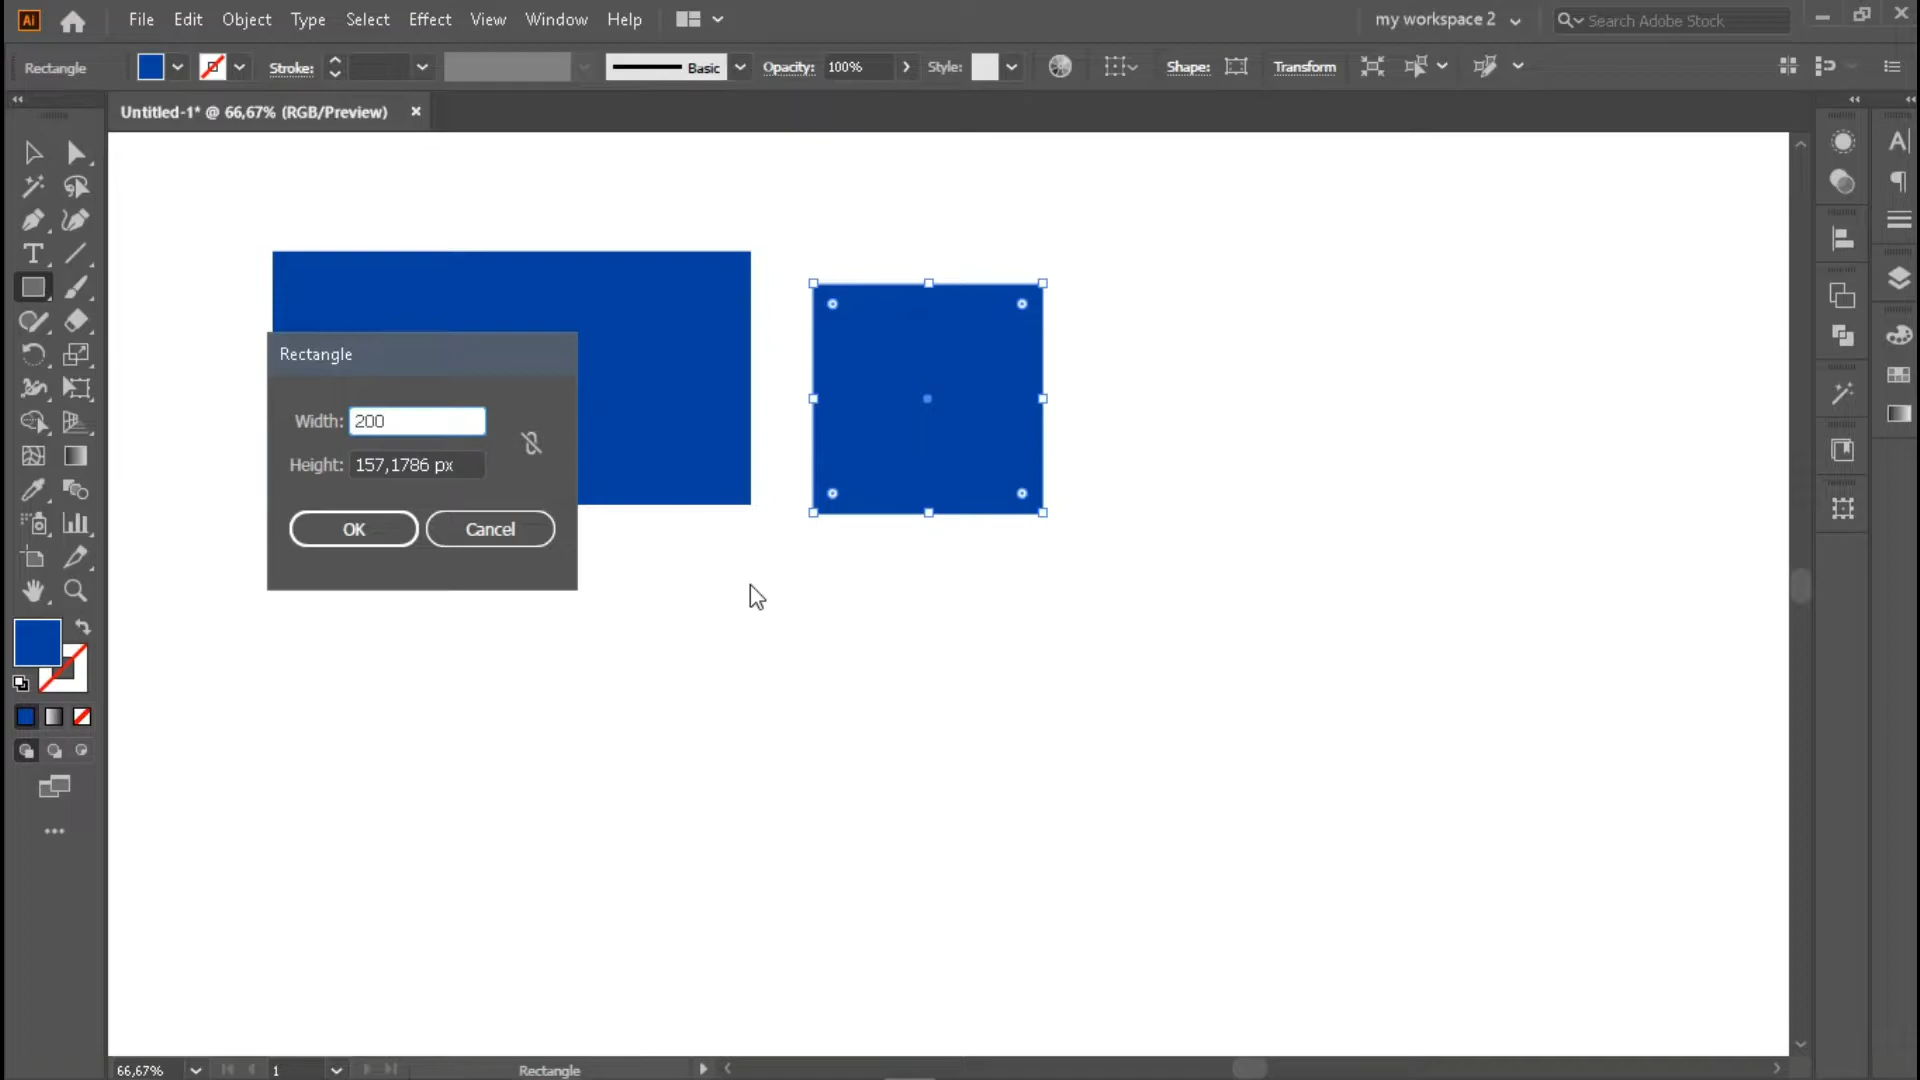 Ai File Edit Object Type Select Effect View Window Help my workspace 2 Search Adobe Stock
Rectangle Stroke: Basic Opacity: 100% Style: Shape: Transform
Untitled-1* @ 66,67% (RGB/Preview) ×
Rectangle
Width: 200
Height: 157,1786 px
OK Cancel
66,67% 1 Rectangle